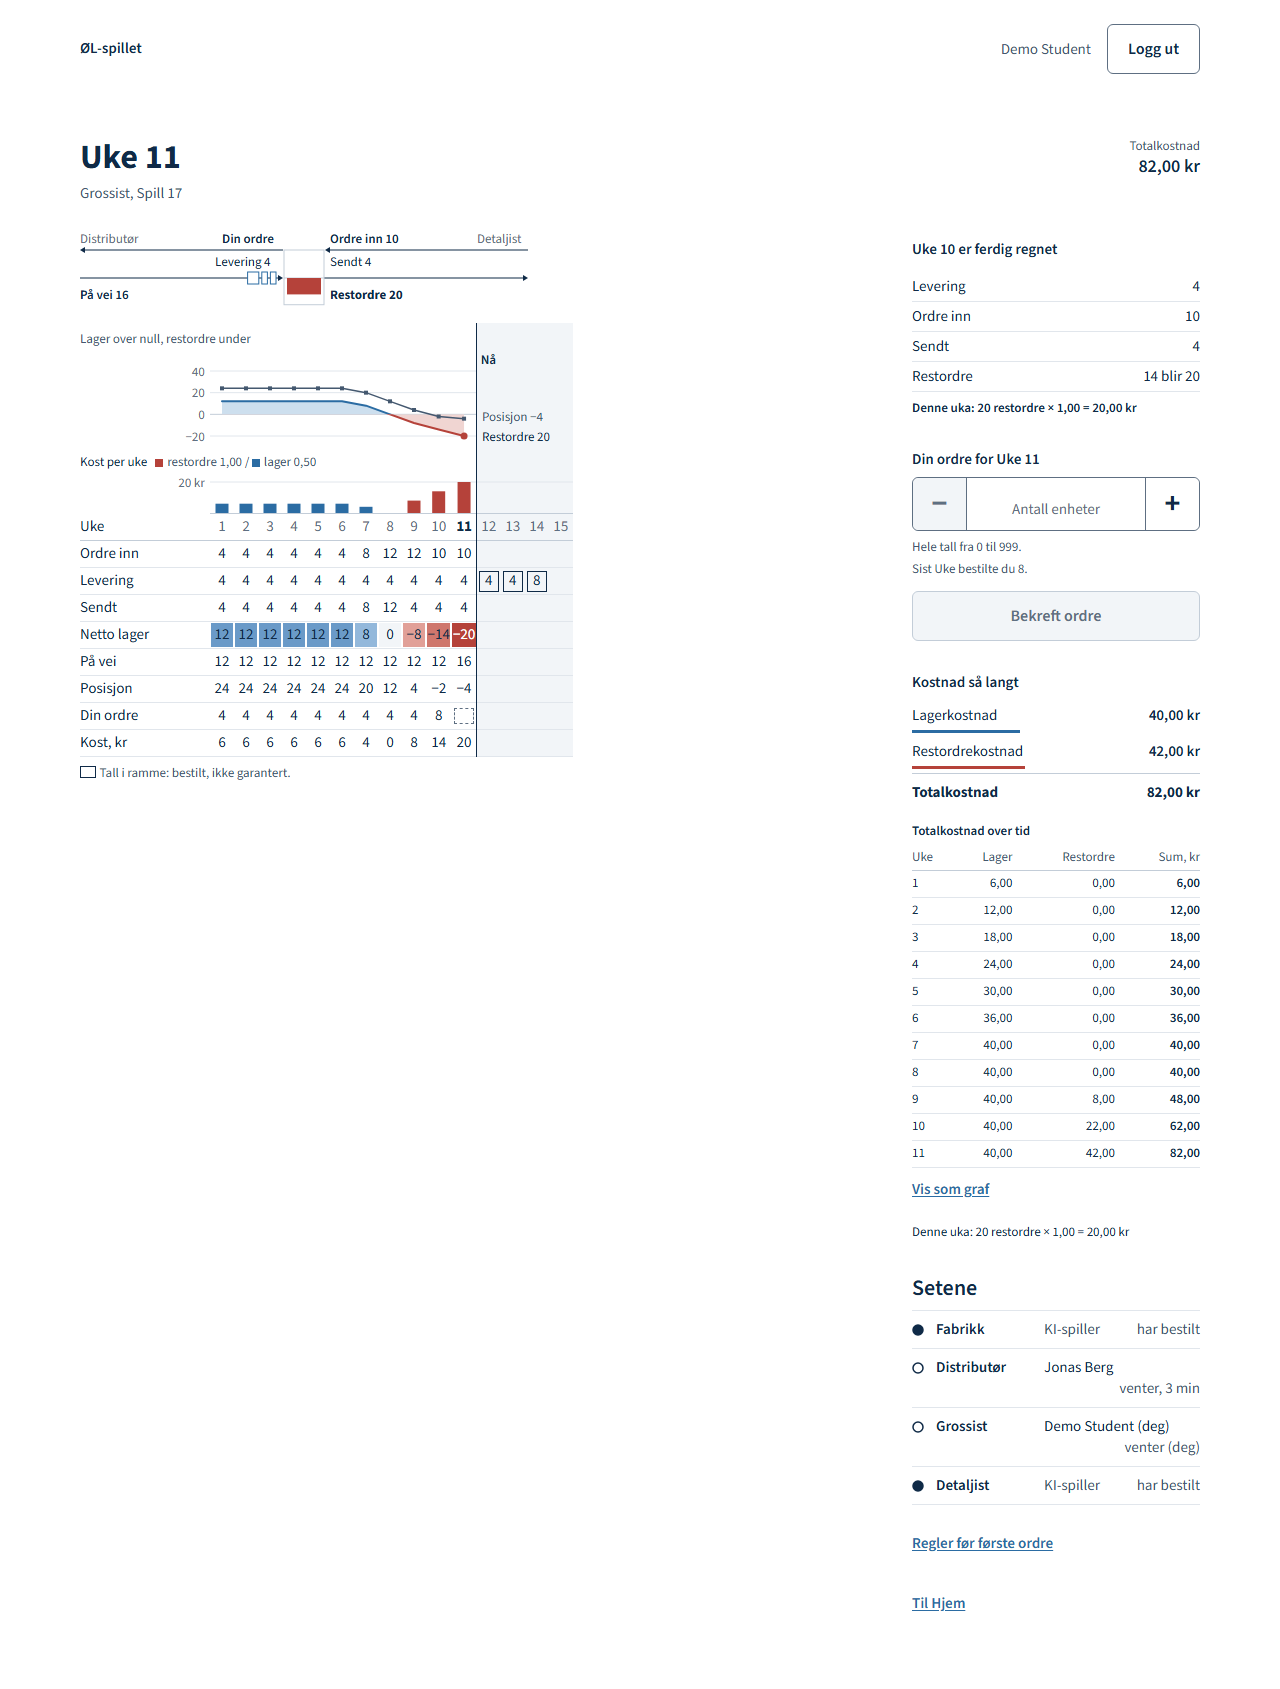 ØL-spillet
Demo Student
Logg ut
Uke 11
Grossist, Spill 17
Totalkostnad
82,00 kr
Distributør Din ordre Ordre inn 10 Detaljist
Levering 4 Sendt 4
På vei 16 Restordre 20
Lager over null, restordre under
Nå
40
20
0
−20
Posisjon −4
Restordre 20
Kost per uke restordre 1,00 / lager 0,50
20 kr
Uke 1 2 3 4 5 6 7 8 9 10 11 12 13 14 15
Ordre inn 4 4 4 4 4 4 8 12 12 10 10
Levering 4 4 4 4 4 4 4 4 4 4 4 4 4 8
Sendt 4 4 4 4 4 4 8 12 4 4 4
Netto lager 12 12 12 12 12 12 8 0 −8 −14 −20
På vei 12 12 12 12 12 12 12 12 12 12 16
Posisjon 24 24 24 24 24 24 20 12 4 −2 −4
Din ordre 4 4 4 4 4 4 4 4 4 8
Kost, kr 6 6 6 6 6 6 4 0 8 14 20
Tall i ramme: bestilt, ikke garantert.
Uke 10 er ferdig regnet
Levering 4
Ordre inn 10
Sendt 4
Restordre 14 blir 20
Denne uka: 20 restordre × 1,00 = 20,00 kr
Din ordre for Uke 11
− Antall enheter +
Hele tall fra 0 til 999.
Sist Uke bestilte du 8.
Bekreft ordre
Kostnad så langt
Lagerkostnad 40,00 kr
Restordrekostnad 42,00 kr
Totalkostnad 82,00 kr
Totalkostnad over tid
Uke Lager Restordre Sum, kr
1 6,00 0,00 6,00
2 12,00 0,00 12,00
3 18,00 0,00 18,00
4 24,00 0,00 24,00
5 30,00 0,00 30,00
6 36,00 0,00 36,00
7 40,00 0,00 40,00
8 40,00 0,00 40,00
9 40,00 8,00 48,00
10 40,00 22,00 62,00
11 40,00 42,00 82,00
Vis som graf
Denne uka: 20 restordre × 1,00 = 20,00 kr
Setene
Fabrikk KI-spiller har bestilt
Distributør Jonas Berg
venter, 3 min
Grossist Demo Student (deg)
venter (deg)
Detaljist KI-spiller har bestilt
Regler før første ordre
Til Hjem